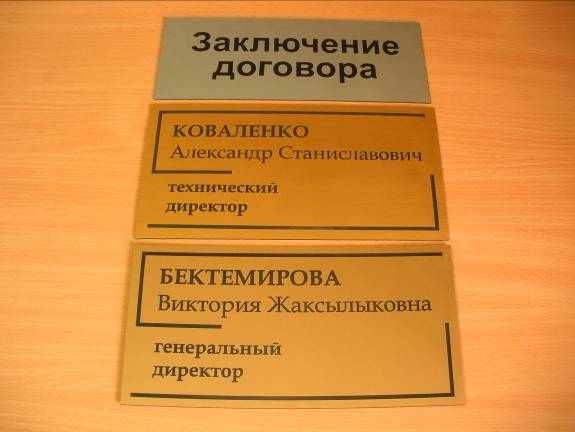 Заключение
договора
КОВАЛЕНКО
Александр Станиславович
технический
директор
БЕКТЕМИРОВА
Виктория Жаксылыковна
генеральный
директор